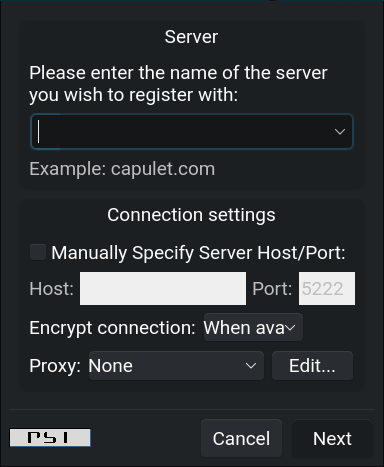 Server
Please enter the name of the server
you wish to register with:
Example: capulet.com
Connection settings
Manually Specify Server Host/Port:
Host: Port: 5222
Encrypt connection: When ava
Proxy: None Edit...
PSI Cancel Next